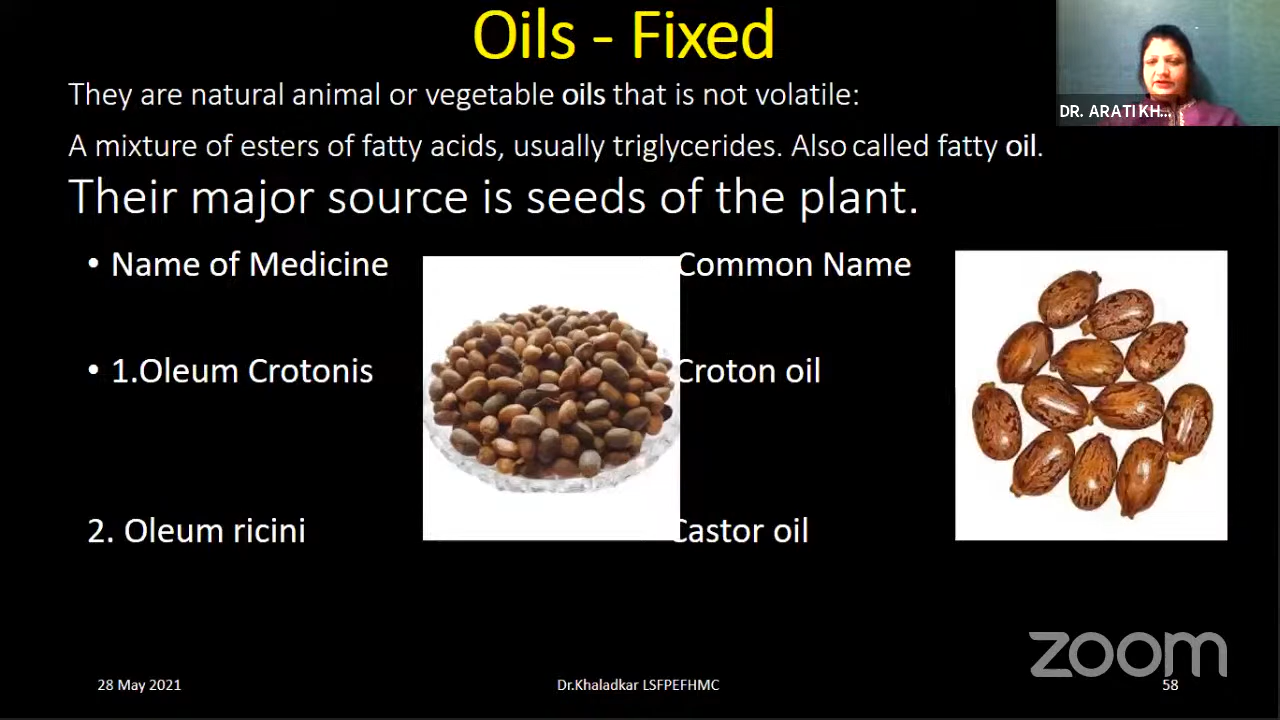 Oils - Fixed
They are natural animal or vegetable oils that is not volatile:
DR. ARATI KH...
A mixture of esters of fatty acids, usually triglycerides. Also called fatty oil.
Their major source is seeds of the plant.
• Name of Medicine Common Name
• 1.Oleum Crotonis Croton oil
2. Oleum ricini Castor oil
zoom
28 May 2021 Dr.Khaladkar LSFPEFHMC 58